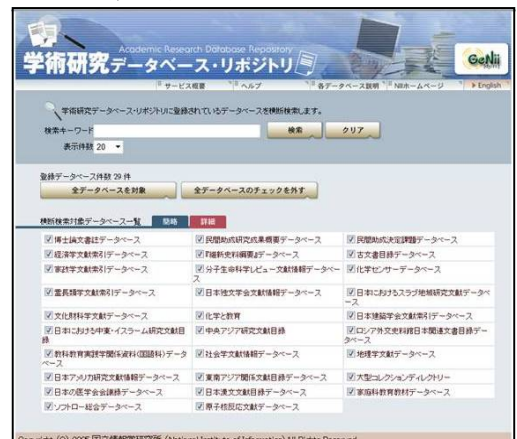 Academic Research Database Repository
学術研究データベース・リポジトリ
GeNii
サービス概要 ヘルプ 各データベース説明 NIIホームページ English
学術研究データベース・リポジトリに登録されているデータベースを横断検索します。
検索キーワード 検索 クリア
表示件数 20
登録データベース件数 29 件
全データベースを対象 全データベースのチェックを外す
横断検索対象データベース一覧 簡略 詳細
博士論文書誌データベース 民間助成研究成果概要データベース 民間助成決定課題データベース
経済学文献索引データベース 『維新史料綱要』データベース 古文書目録データベース
家政学文献索引データベース 分子生命科学レビュー文献情報データベース 化学センサーデータベース
霊長類学文献索引データベース 日本独文学会文献情報データベース 日本におけるスラブ地域研究文献データベース
文化財科学文献データベース 化学と教育 日本建築学会文献索引データベース
日本における中東・イスラーム研究文献目録 中央アジア研究文献目録 ロシア外交史料館日本関連文書目録データベース
教科教育実践学関係資料(国語科)データベース 社会学文献情報データベース 地理学文献データベース
日本アメリカ研究文献情報データベース 東南アジア関係文献目録データベース 大型コレクションディレクトリー
日本の医学会会議録データベース 日本漢文文献目録データベース 家庭科教育教材データベース
ソフトロー総合データベース 原子核反応文献データベース